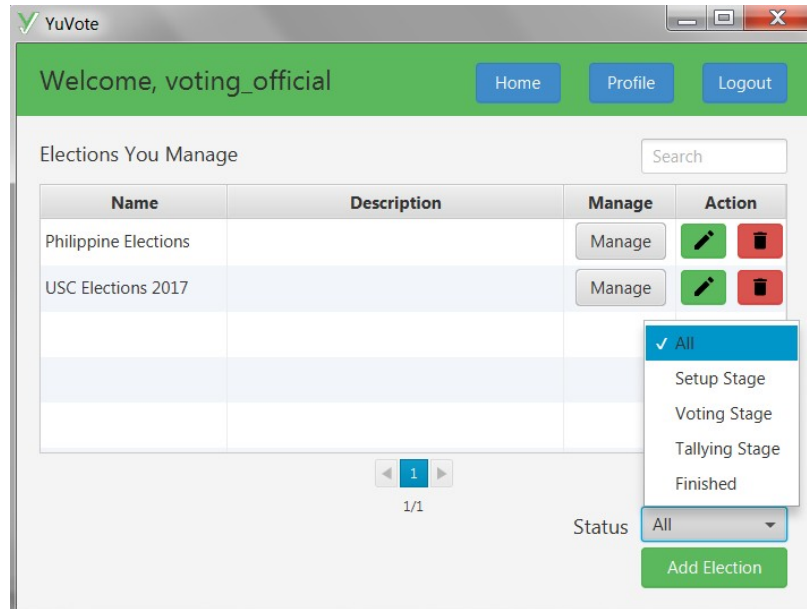 YuVote
Welcome, voting_official
Home
Profile
Logout
Elections You Manage
Search
Name Description Manage Action
Philippine Elections Manage
USC Elections 2017 Manage
All
Setup Stage
Voting Stage
Tallying Stage
Finished
1
1/1
Status All
Add Election